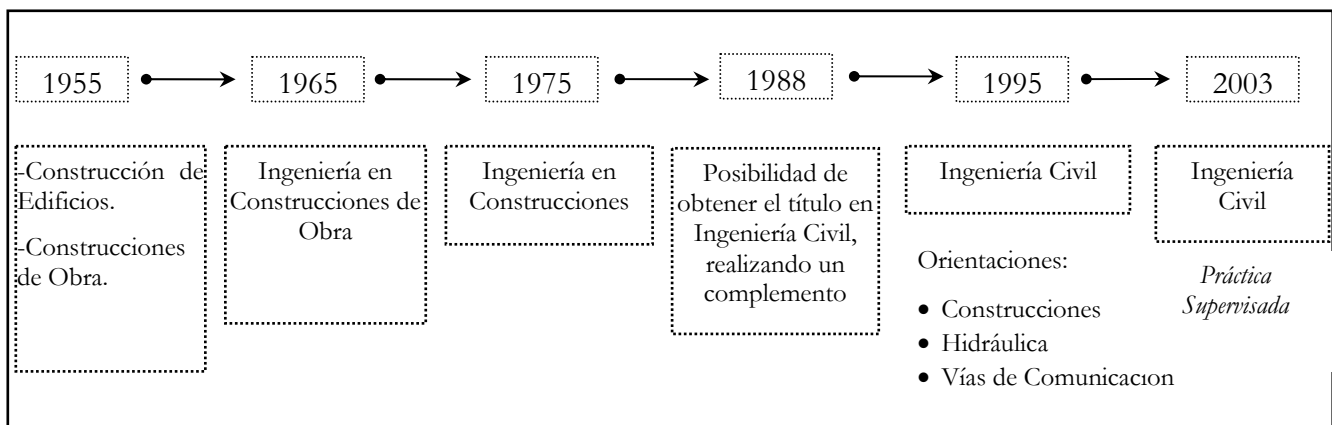 1955
1965
1975
1988
1995
2003
-Construcción de
Edificios.
-Construcciones
de Obra.
Ingeniería en
Construcciones de
Obra
Ingeniería en
Construcciones
Posibilidad de
obtener el título en
Ingeniería Civil,
realizando un
complemento
Ingeniería Civil
Orientaciones:
• Construcciones
• Hidráulica
• Vías de Comunicacion
Ingeniería
Civil
Práctica
Supervisada